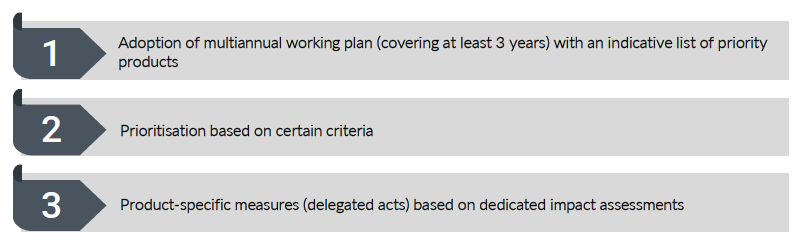 1
Adoption of multiannual working plan (covering at least 3 years) with an indicative list of priority
products
2
Prioritisation based on certain criteria
3
Product-specific measures (delegated acts) based on dedicated impact assessments